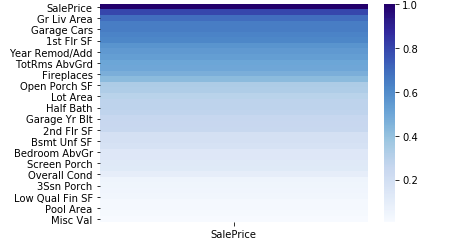 SalePrice
Gr Liv Area
Garage Cars
1st Flr SF
Year Remod/Add
TotRms AbvGrd
Fireplaces
Open Porch SF
Lot Area
Half Bath
Garage Yr Blt
2nd Flr SF
Bsmt Unf SF
Bedroom AbvGr
Screen Porch
Overall Cond
3Ssn Porch
Low Qual Fin SF
Pool Area
Misc Val
SalePrice
1.0
0.8
0.6
0.4
0.2